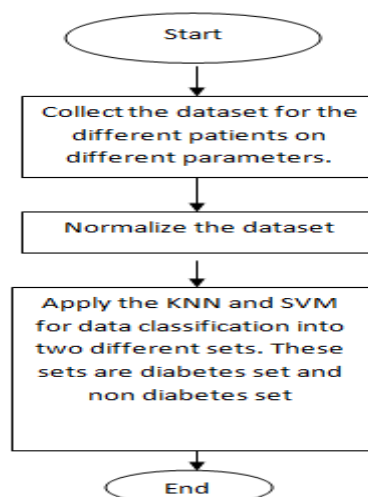 Start
Collect the dataset for the
different patients on
different parameters.
Normalize the dataset
Apply the KNN and SVM
for data classification into
two different sets. These
sets are diabetes set and
non diabetes set
End